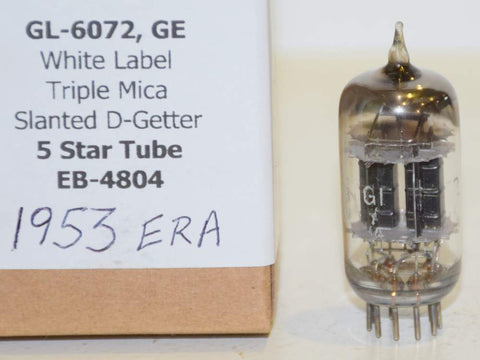 GL-6072, GE
White Label
Triple Mica
Slanted D-Getter
5 Star Tube
EB-4804
1953 ERA